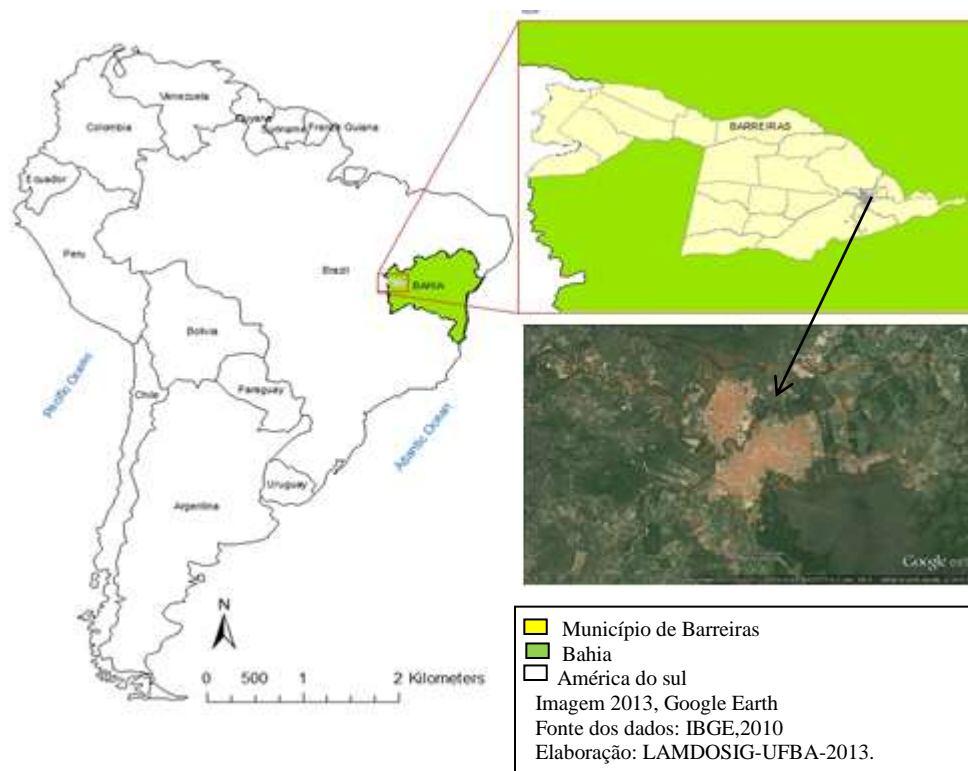 Venezuela
Colombia
Guyana
Suriname
French Guiana
Ecuador
Peru
Brazil
BAHIA
Bolivia
Paraguay
Chile
Uruguay
Argentina
Pacific Ocean
Atlantic Ocean
N
0 500 1 2 Kilometers
BARREIRAS
Google earth
Município de Barreiras
Bahia
América do sul
Imagem 2013, Google Earth
Fonte dos dados: IBGE,2010
Elaboração: LAMDOSIG-UFBA-2013.